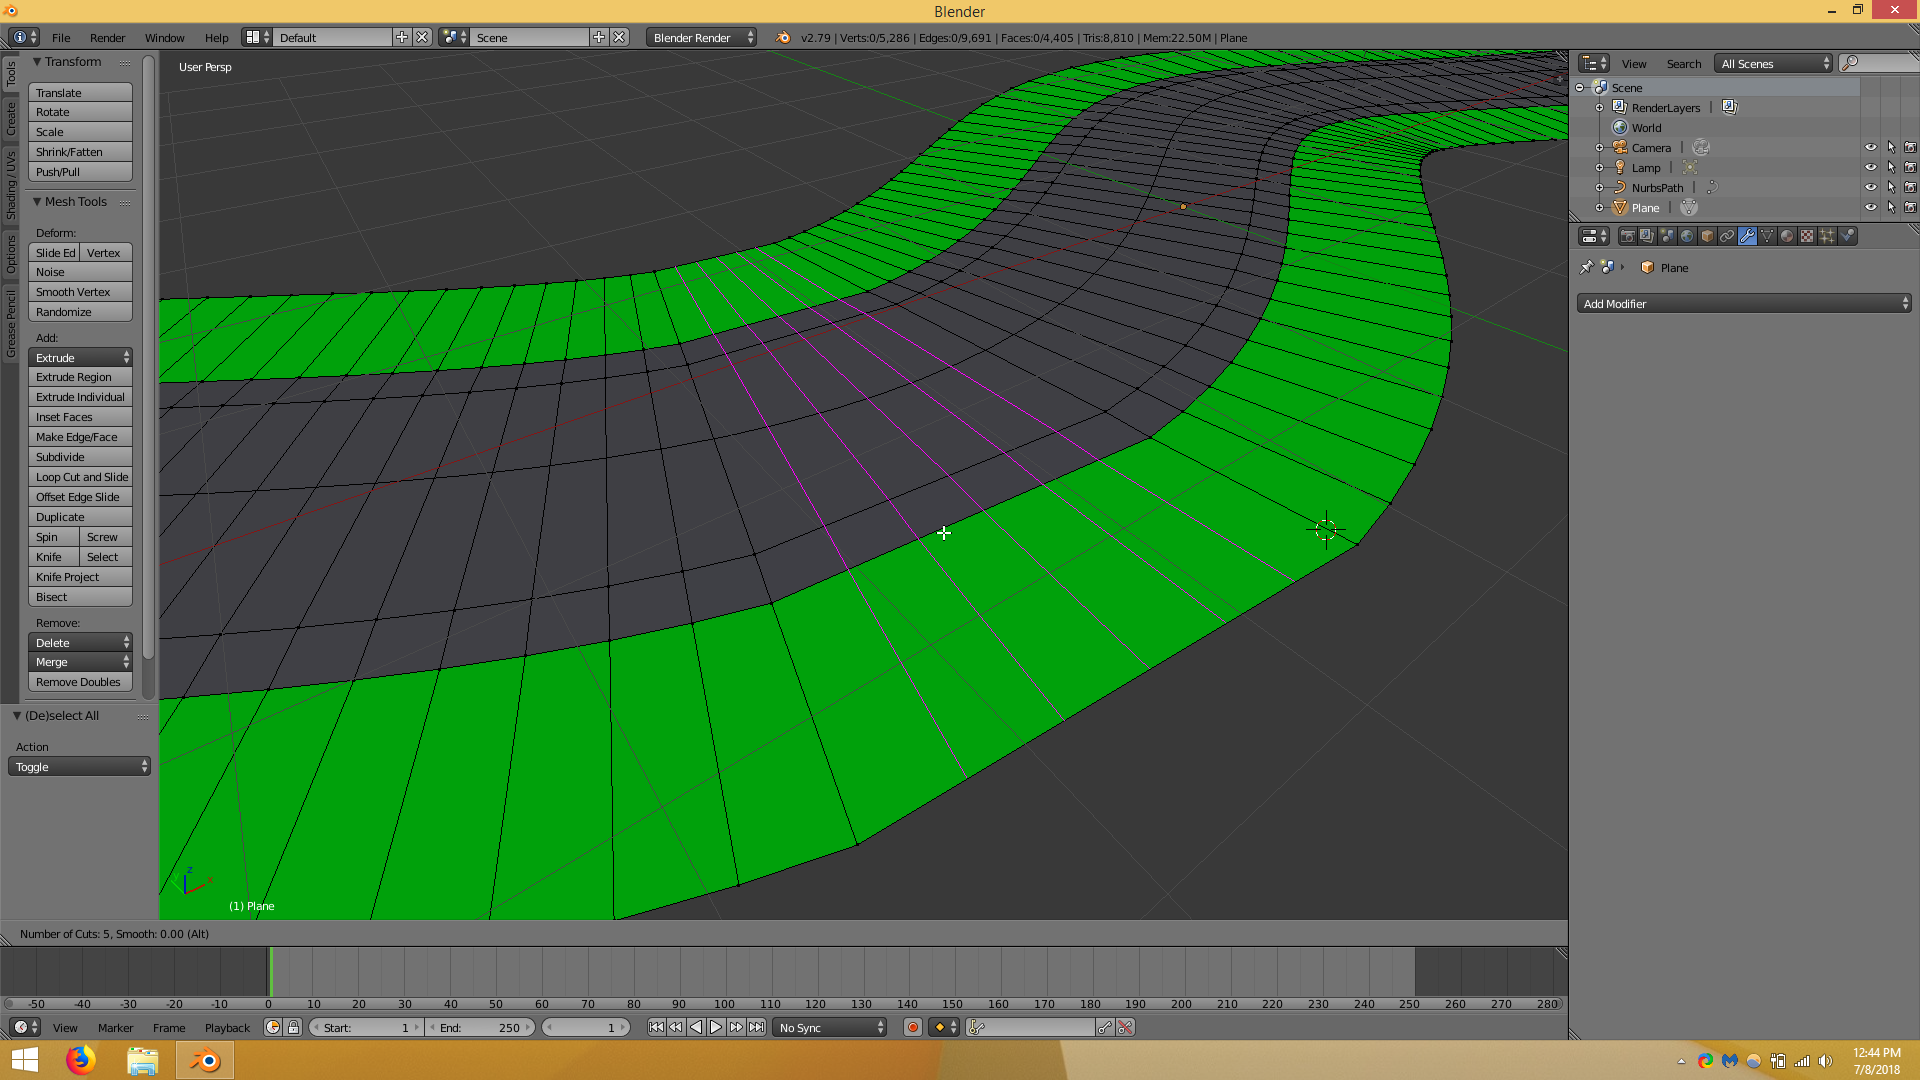 Blender
File Render Window Help Default Scene Blender Render v2.79 | Verts:0/5,286 | Edges:0/9,691 | Faces:0/4,405 | Tris:8,810 | Mem:22.50M | Plane
Tools
Create
Shading / UVs
Options
Grease Pencil
Transform
Translate
Rotate
Scale
Shrink/Fatten
Push/Pull
Mesh Tools
Deform:
Slide Ed Vertex
Noise
Smooth Vertex
Randomize
Add:
Extrude
Extrude Region
Extrude Individual
Inset Faces
Make Edge/Face
Subdivide
Loop Cut and Slide
Offset Edge Slide
Duplicate
Spin Screw
Knife Select
Knife Project
Bisect
Remove:
Delete
Merge
Remove Doubles
(De)select All
Action
Toggle
User Persp
z
x
(1) Plane
View Search All Scenes
Scene
RenderLayers |
World
Camera |
Lamp |
NurbsPath |
Plane |
Plane
Add Modifier
Number of Cuts: 5, Smooth: 0.00 (Alt)
-50 -40 -30 -20 -10 0 10 20 30 40 50 60 70 80 90 100 110 120 130 140 150 160 170 180 190 200 210 220 230 240 250 260 270 280
View Marker Frame Playback Start: 1 End: 250 1 No Sync
12:44 PM
7/8/2018